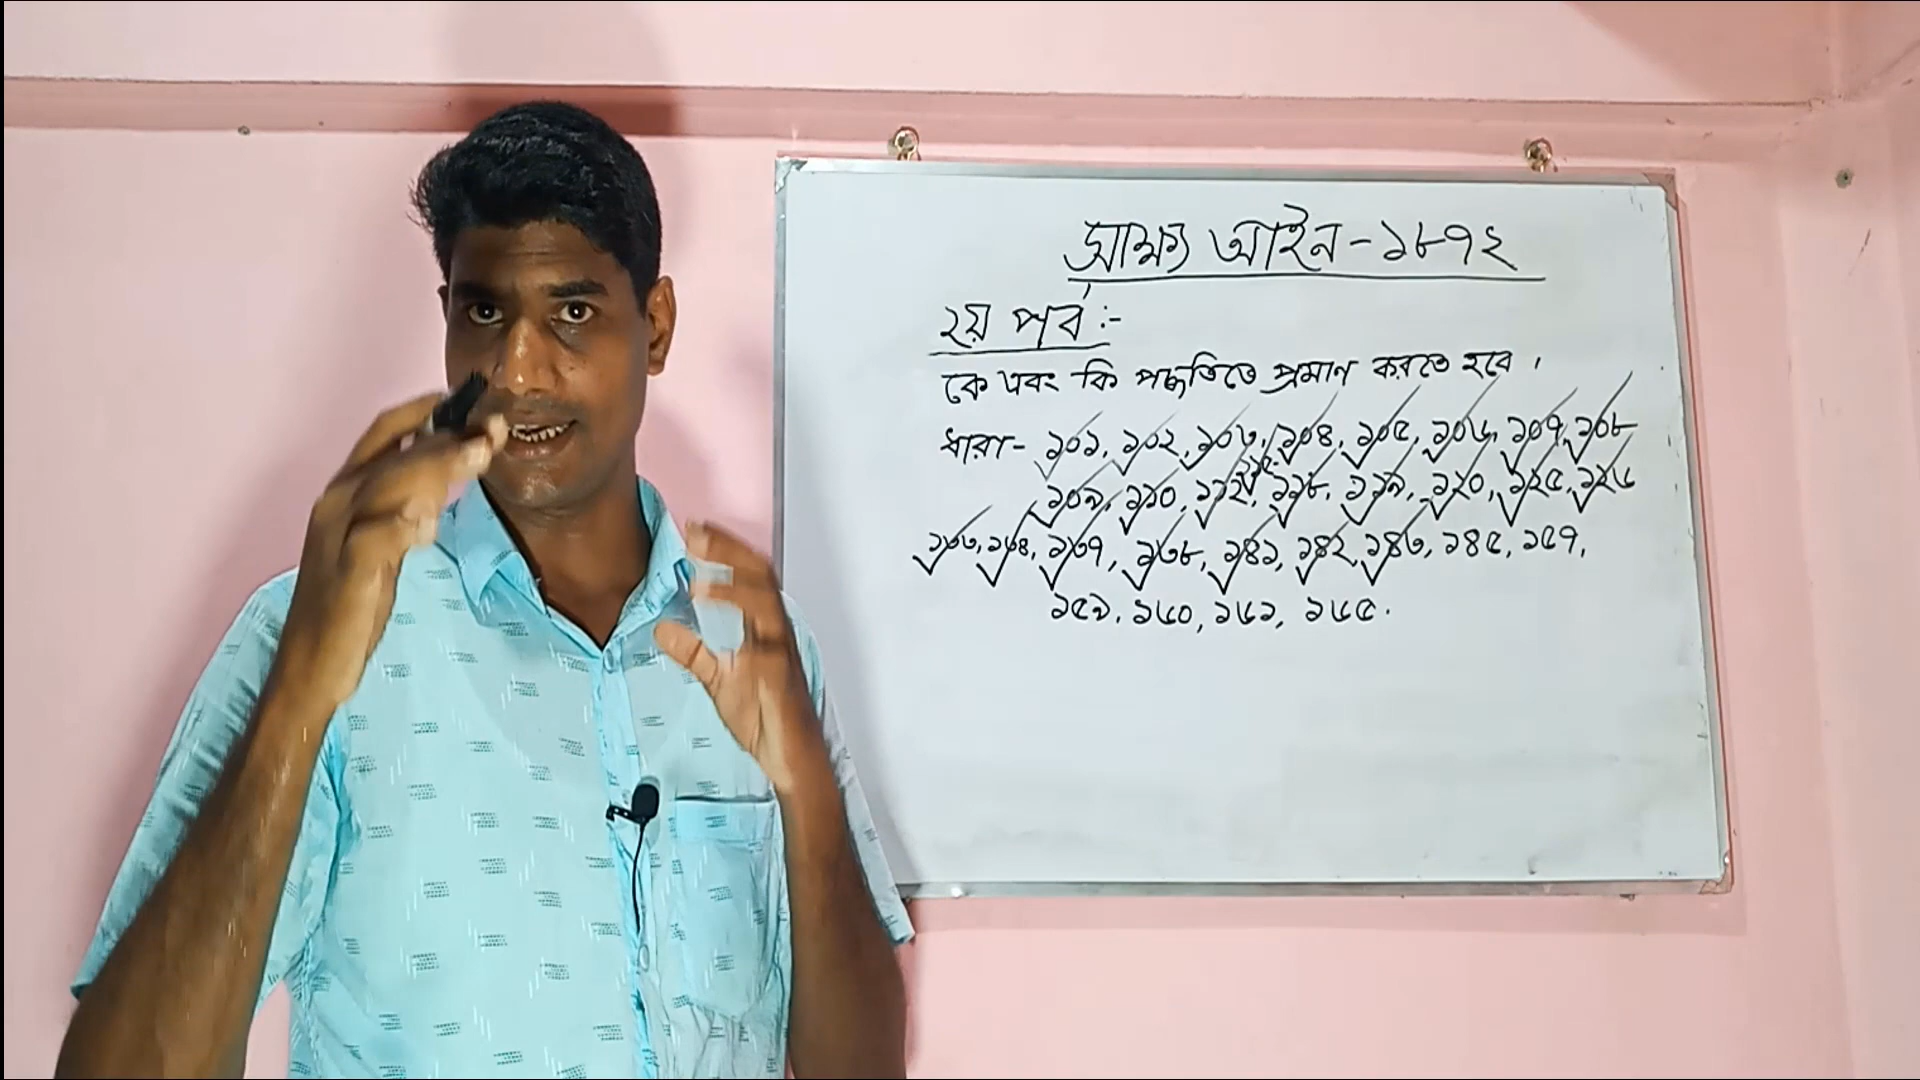 সাক্ষ্য আইন - ১৮৭২
২য় পর্ব :-
কে এবং কি পদ্ধতিতে প্রমাণ করতে হবে ।
ধারা - ১০১, ১০২, ১০৩, ১০৪, ১০৫, ১০৬, ১০৭, ১০৮
১১৫
১০৯, ১১০, ১১২, ১১৮, ১১৯, ১২০, ১২৫, ১২৬
১৩৩, ১৩৪, ১৩৭, ১৩৮, ১৪১, ১৪২, ১৪৩, ১৪৫, ১৫৭,
১৫৯, ১৬০, ১৬১, ১৬৫.